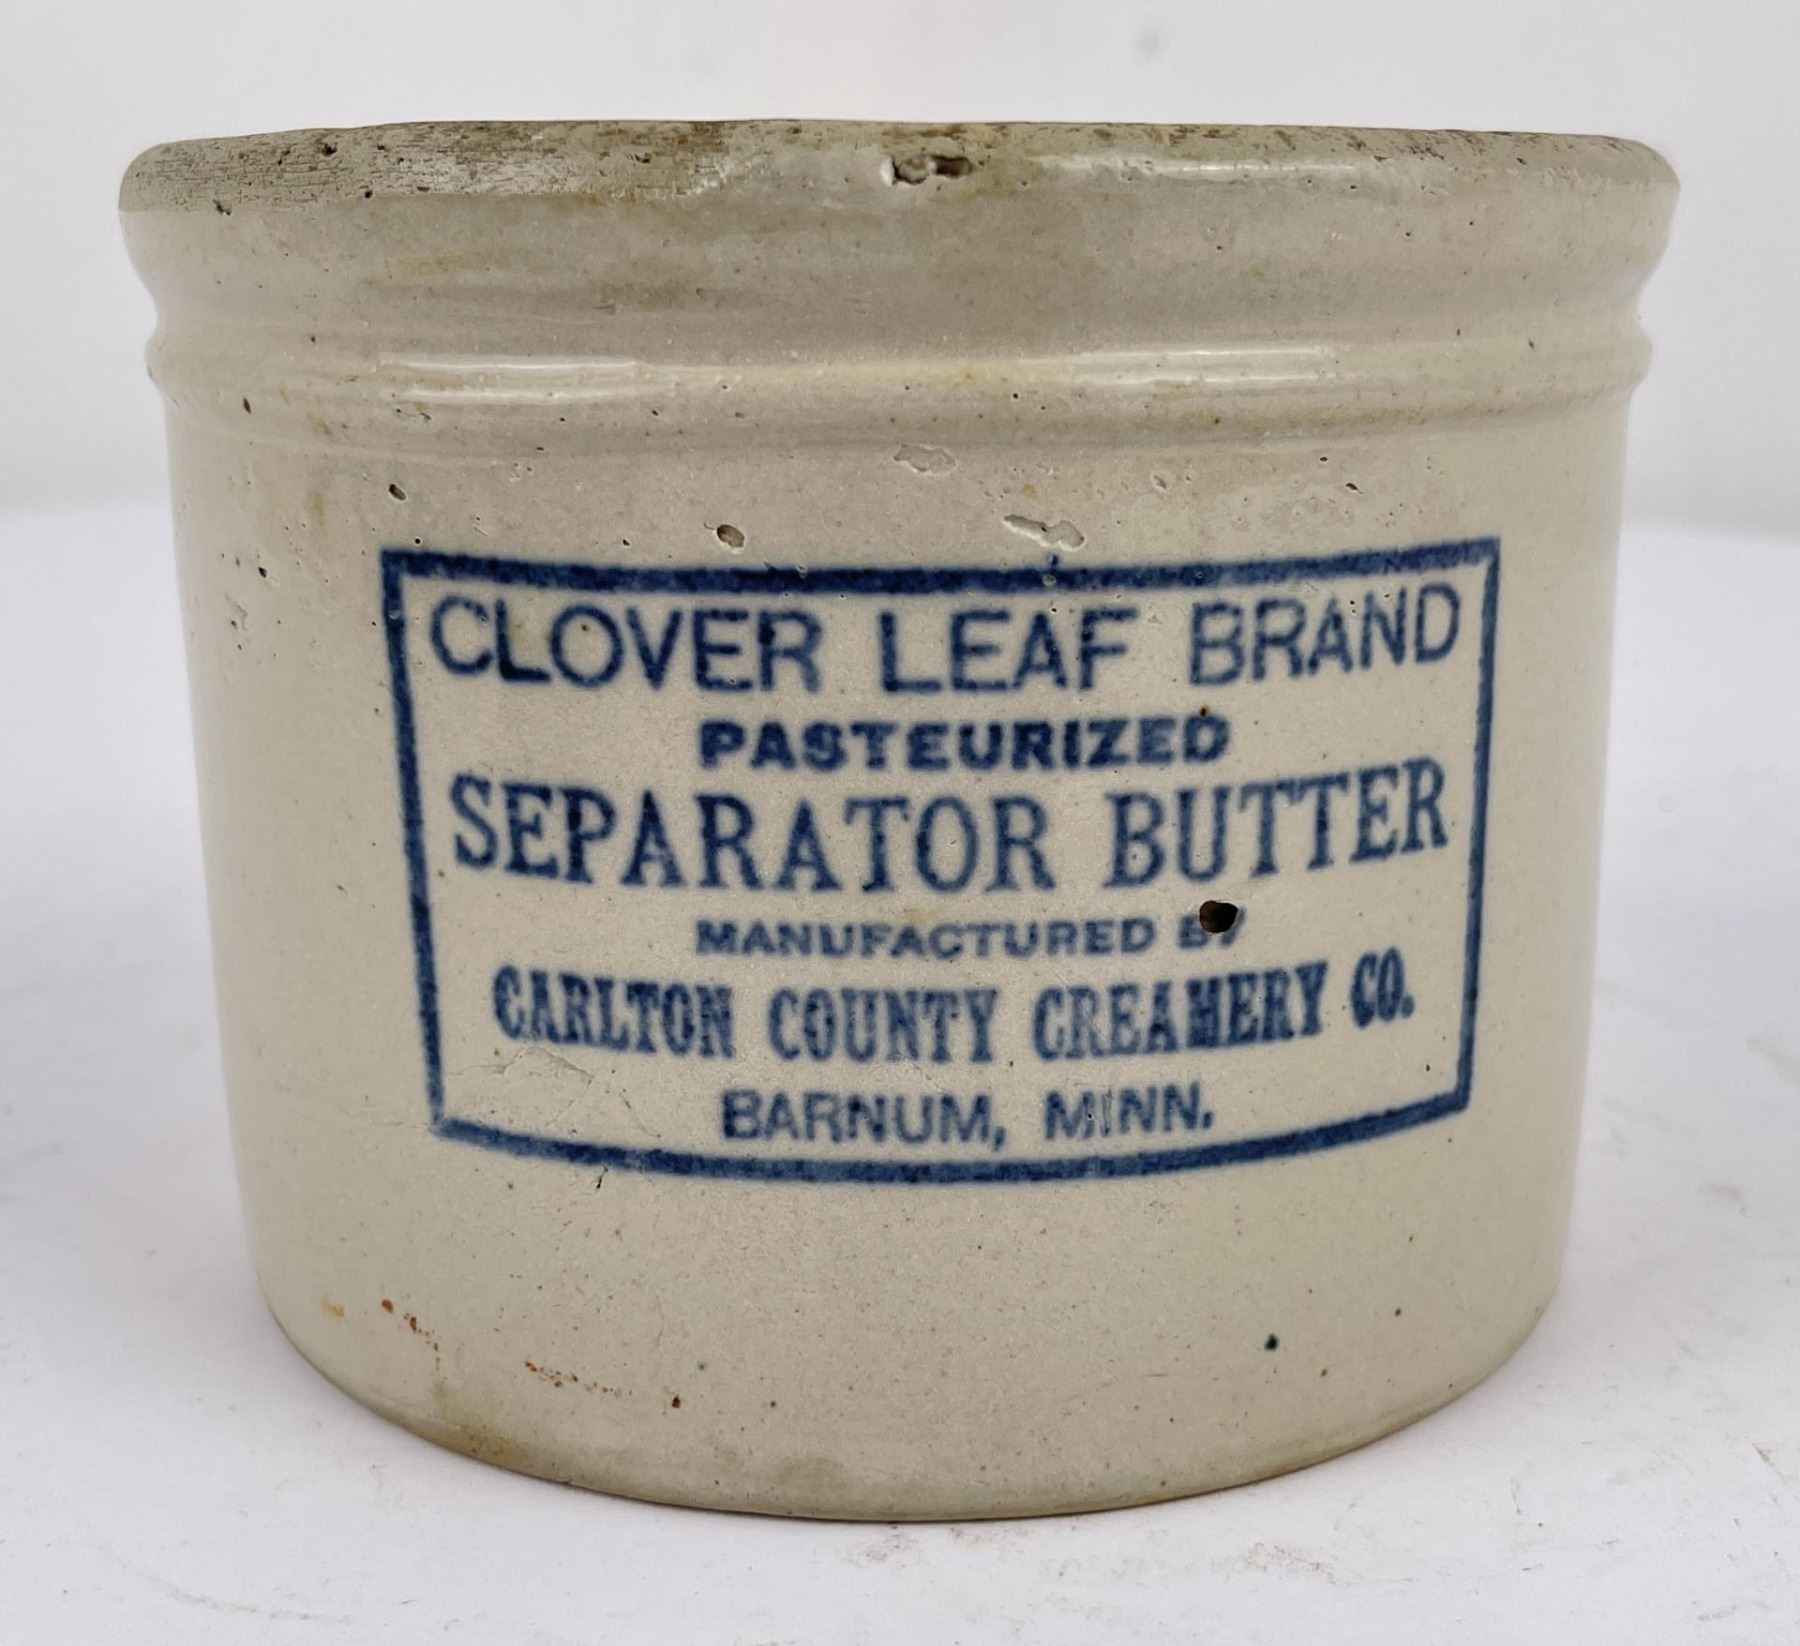 CLOVER LEAF BRAND
PASTEURIZED
SEPARATOR BUTTER
MANUFACTURED BY
CARLTON COUNTY CREAMERY CO.
BARNUM, MINN.